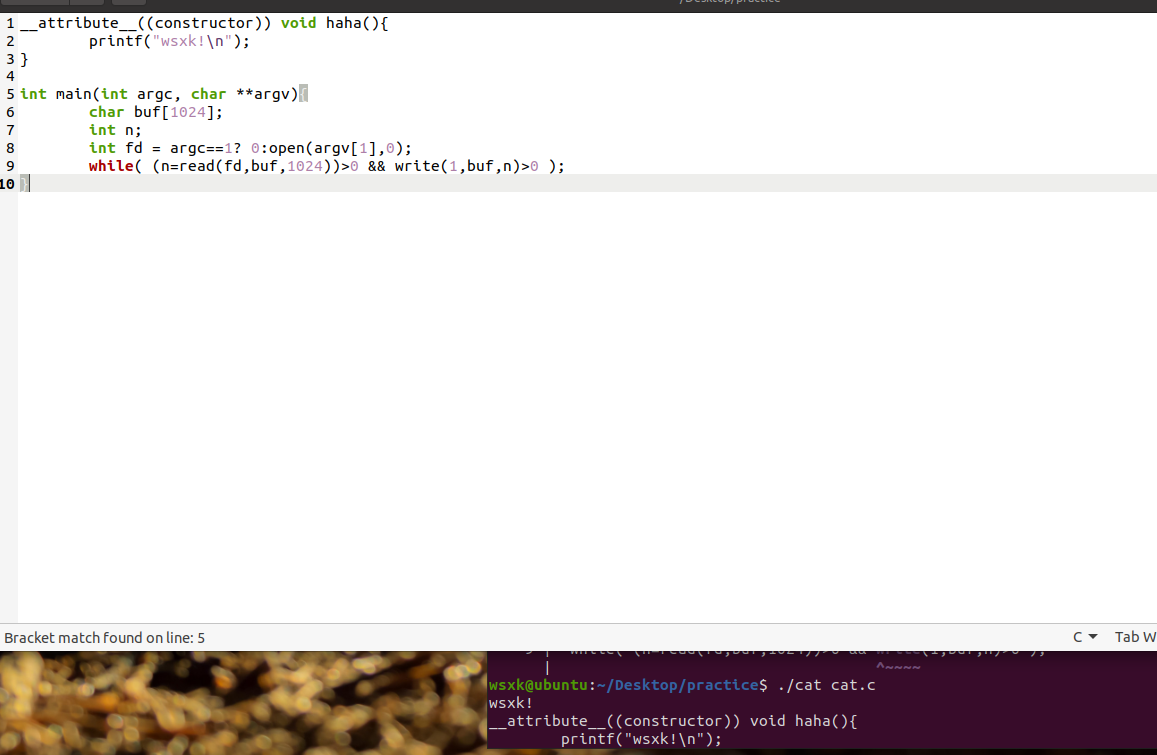 /Desktop/practice
1 __attribute__((constructor)) void haha(){
2         printf("wsxk!\n");
3 }
4
5 int main(int argc, char **argv){
6         char buf[1024];
7         int n;
8         int fd = argc==1? 0:open(argv[1],0);
9         while( (n=read(fd,buf,1024))>0 && write(1,buf,n)>0 );
10 }
Bracket match found on line: 5
C
Tab W
9 |   while( (n=read(fd,buf,1024))>0 && write(1,buf,n)>0 );
|                                    ^~~~~
wsxk@ubuntu:~/Desktop/practice$ ./cat cat.c
wsxk!
__attribute__((constructor)) void haha(){
        printf("wsxk!\n");